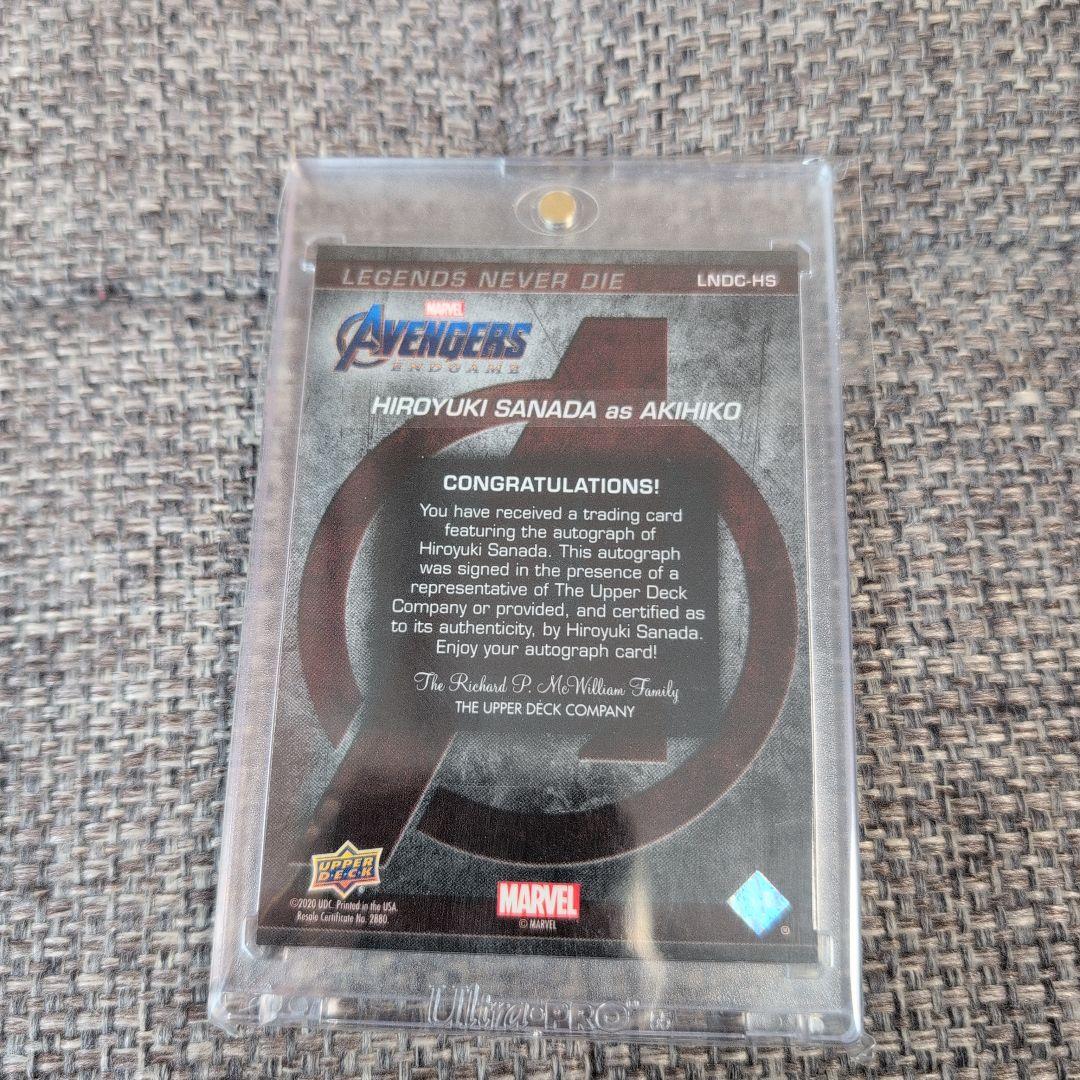 LEGENDS NEVER DIE
LNDC-HS
MARVEL
AVENGERS
ENDGAME
HIROYUKI SANADA as AKIHIKO
CONGRATULATIONS!
You have received a trading card
featuring the autograph of
Hiroyuki Sanada. This autograph
was signed in the presence of a
representative of The Upper Deck
Company or provided, and certified as
to its authenticity, by Hiroyuki Sanada.
Enjoy your autograph card!
The Richard P. McWilliam Family
THE UPPER DECK COMPANY
UPPER
DECK
©2020 UDC. Printed in the USA.
Resale Certificate No. 2880.
MARVEL
© MARVEL
®
Ultra•PRO